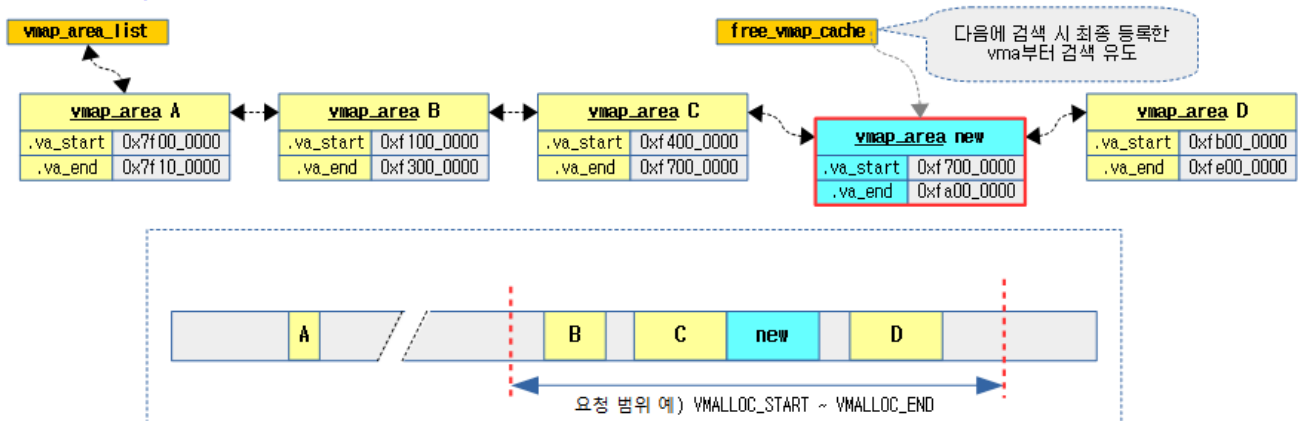 vmap_area_list
free_vmap_cache
다음에 검색 시 최종 등록한
vma부터 검색 유도
vmap_area A
.va_start 0x7f00_0000
.va_end 0x7f10_0000
vmap_area B
.va_start 0xf100_0000
.va_end 0xf300_0000
vmap_area C
.va_start 0xf400_0000
.va_end 0xf700_0000
vmap_area new
.va_start 0xf700_0000
.va_end 0xfa00_0000
vmap_area D
.va_start 0xfb00_0000
.va_end 0xfe00_0000
A B C new D
요청 범위 예) VMALLOC_START ~ VMALLOC_END